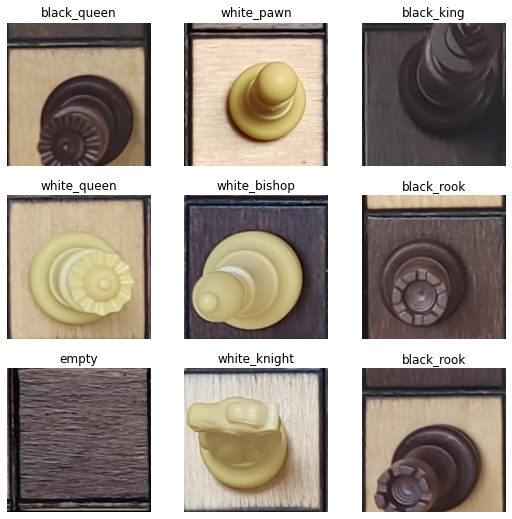 black_queen
white_pawn
black_king
white_queen
white_bishop
black_rook
empty
white_knight
black_rook